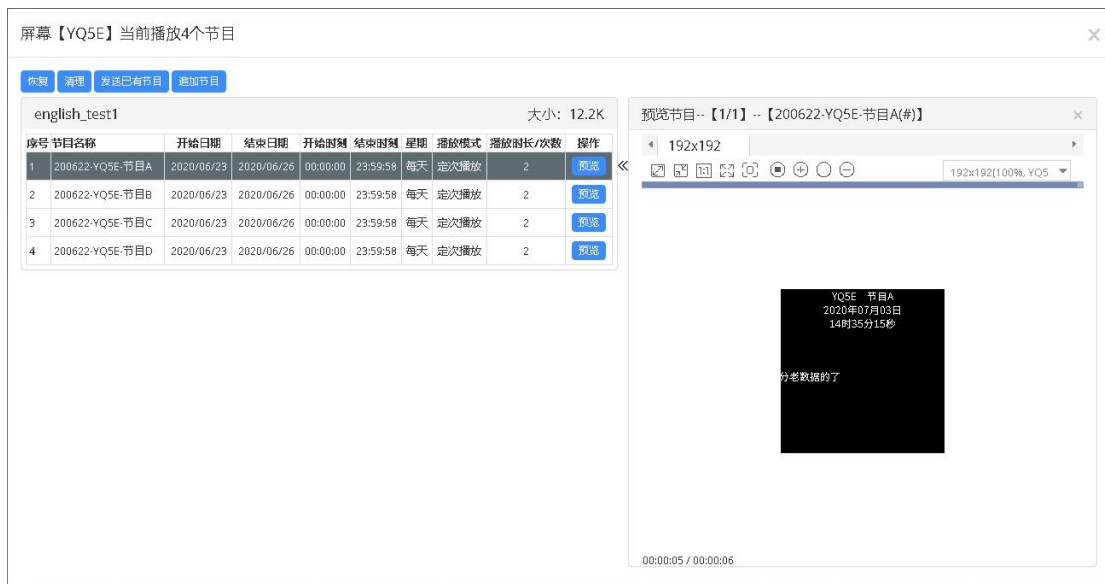 屏幕【YQ5E】当前播放4个节目
恢复 清理 发送已有节目 追加节目
english_test1 大小: 12.2K
序号 节目名称 开始日期 结束日期 开始时刻 结束时刻 星期 播放模式 播放时长/次数 操作
1 200622-YQ5E-节目A 2020/06/23 2020/06/26 00:00:00 23:59:58 每天 定次播放 2 预览
2 200622-YQ5E-节目B 2020/06/23 2020/06/26 00:00:00 23:59:58 每天 定次播放 2 预览
3 200622-YQ5E-节目C 2020/06/23 2020/06/26 00:00:00 23:59:58 每天 定次播放 2 预览
4 200622-YQ5E-节目D 2020/06/23 2020/06/26 00:00:00 23:59:58 每天 定次播放 2 预览
预览节目--【1/1】--【200622-YQ5E-节目A(#)】
192x192
1:1 192x192(100%, YQ5
YQ5E 节目A
2020年07月03日
14时35分15秒
分老数据的了
00:00:05 / 00:00:06